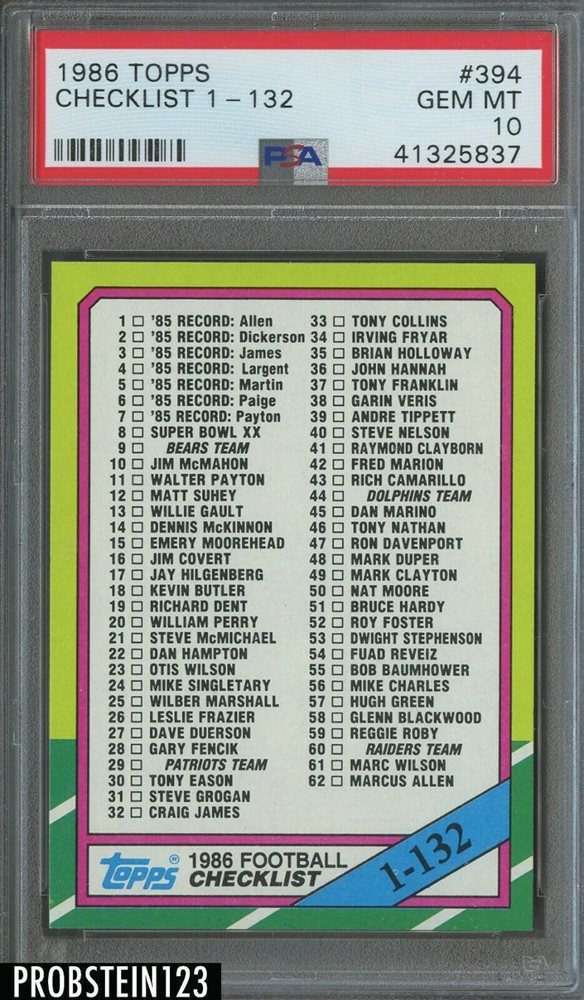 1986 TOPPS #394
CHECKLIST 1 - 132 GEM MT
10
PSA 41325837
1 '85 RECORD: Allen
2 '85 RECORD: Dickerson
3 '85 RECORD: James
4 '85 RECORD: Largent
5 '85 RECORD: Martin
6 '85 RECORD: Paige
7 '85 RECORD: Payton
8 SUPER BOWL XX
9 BEARS TEAM
10 JIM McMAHON
11 WALTER PAYTON
12 MATT SUHEY
13 WILLIE GAULT
14 DENNIS McKINNON
15 EMERY MOOREHEAD
16 JIM COVERT
17 JAY HILGENBERG
18 KEVIN BUTLER
19 RICHARD DENT
20 WILLIAM PERRY
21 STEVE McMICHAEL
22 DAN HAMPTON
23 OTIS WILSON
24 MIKE SINGLETARY
25 WILBER MARSHALL
26 LESLIE FRAZIER
27 DAVE DUERSON
28 GARY FENCIK
29 PATRIOTS TEAM
30 TONY EASON
31 STEVE GROGAN
32 CRAIG JAMES
33 TONY COLLINS
34 IRVING FRYAR
35 BRIAN HOLLOWAY
36 JOHN HANNAH
37 TONY FRANKLIN
38 GARIN VERIS
39 ANDRE TIPPETT
40 STEVE NELSON
41 RAYMOND CLAYBORN
42 FRED MARION
43 RICH CAMARILLO
44 DOLPHINS TEAM
45 DAN MARINO
46 TONY NATHAN
47 RON DAVENPORT
48 MARK DUPER
49 MARK CLAYTON
50 NAT MOORE
51 BRUCE HARDY
52 ROY FOSTER
53 DWIGHT STEPHENSON
54 FUAD REVEIZ
55 BOB BAUMHOWER
56 MIKE CHARLES
57 HUGH GREEN
58 GLENN BLACKWOOD
59 REGGIE ROBY
60 RAIDERS TEAM
61 MARC WILSON
62 MARCUS ALLEN
topps® 1986 FOOTBALL
CHECKLIST
1-132
PROBSTEIN123